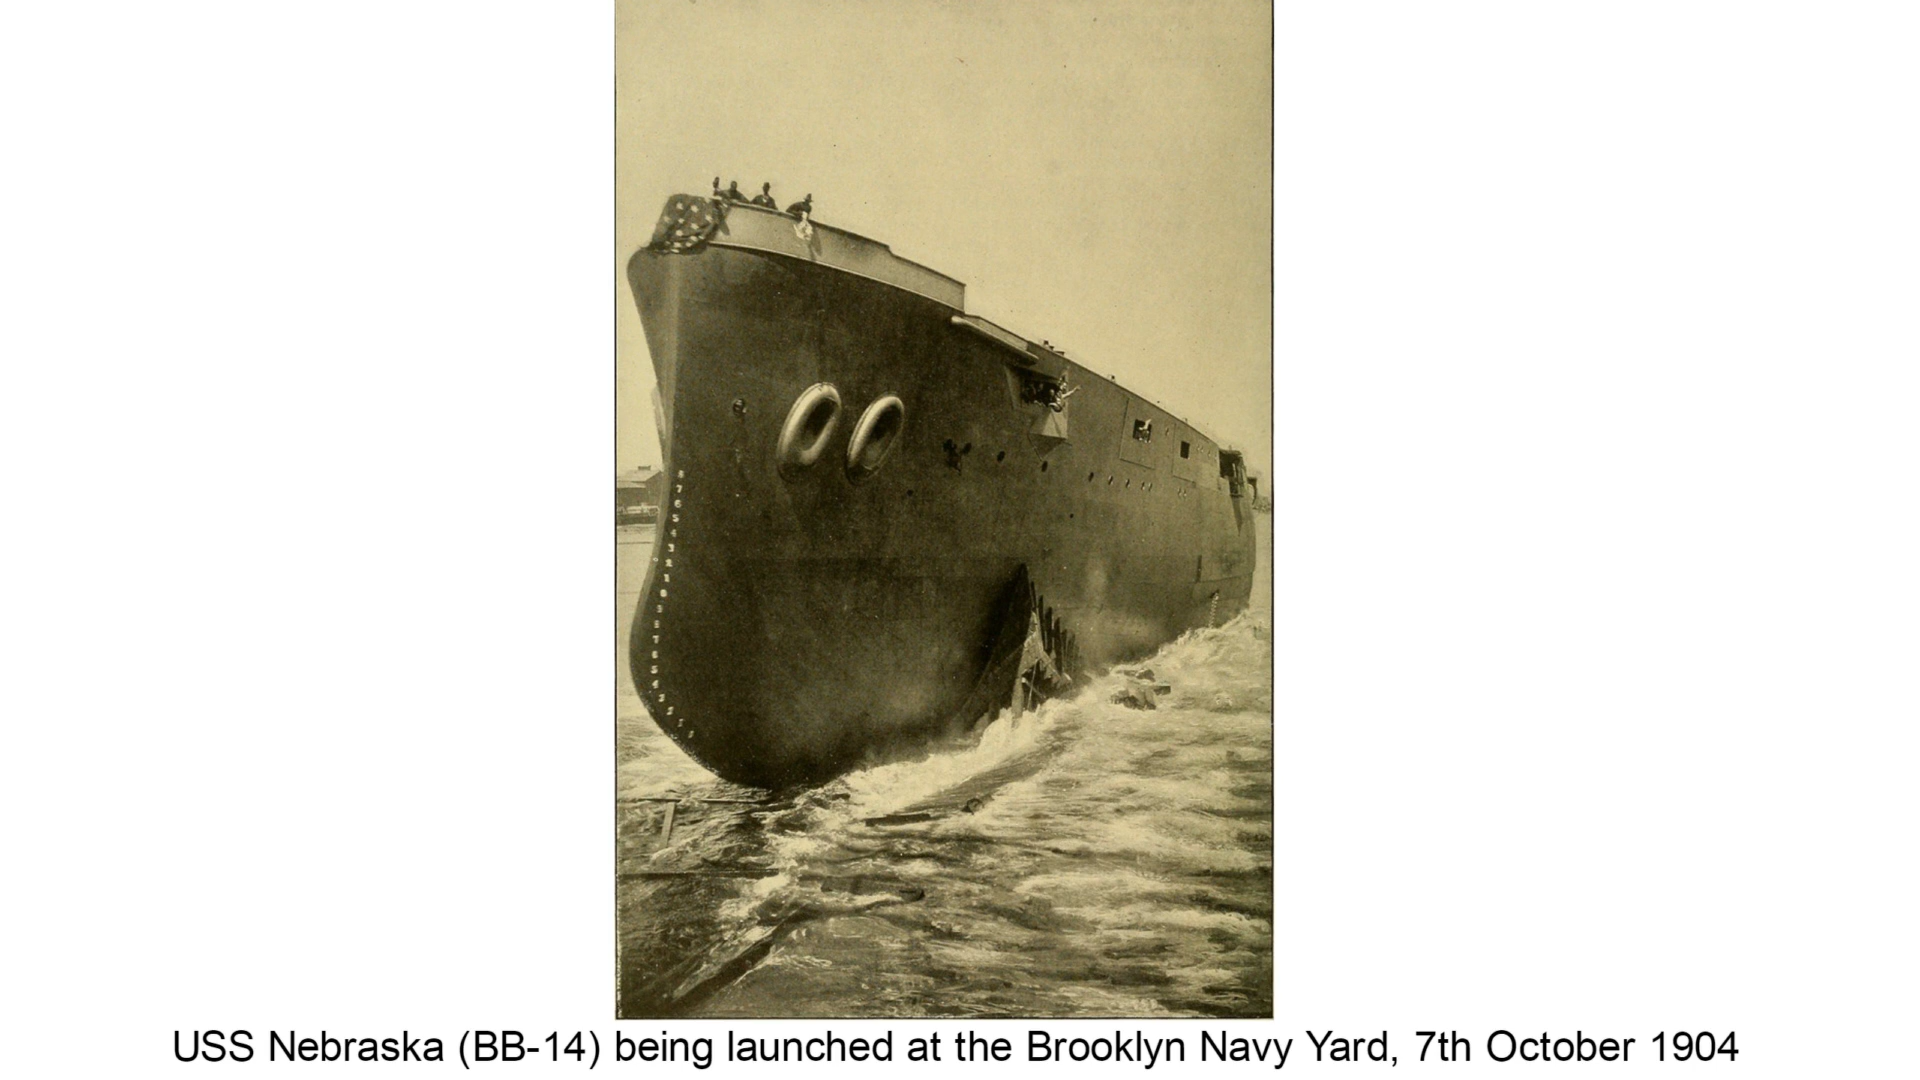 USS Nebraska (BB-14) being launched at the Brooklyn Navy Yard, 7th October 1904